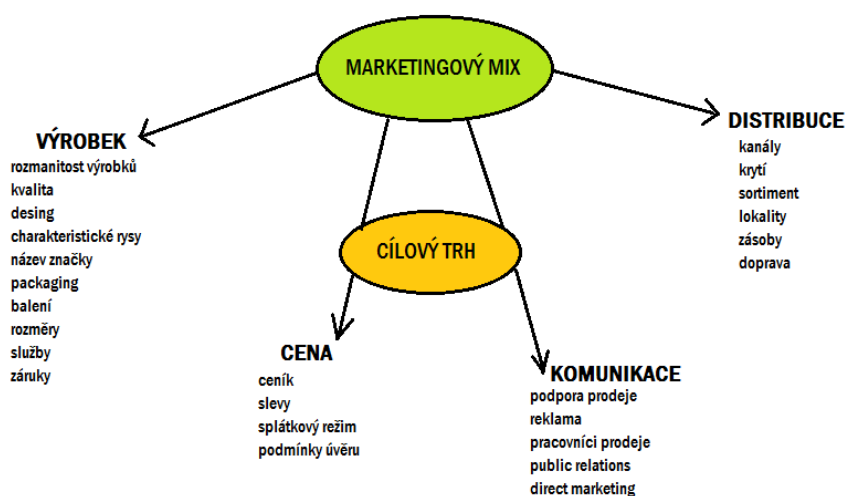 MARKETINGOVÝ MIX
VÝROBEK
rozmanitost výrobků
kvalita
desing
charakteristické rysy
název značky
packaging
balení
rozměry
služby
záruky
CÍLOVÝ TRH
CENA
ceník
slevy
splátkový režim
podmínky úvěru
KOMUNIKACE
podpora prodeje
reklama
pracovníci prodeje
public relations
direct marketing
DISTRIBUCE
kanály
krytí
sortiment
lokality
zásoby
doprava